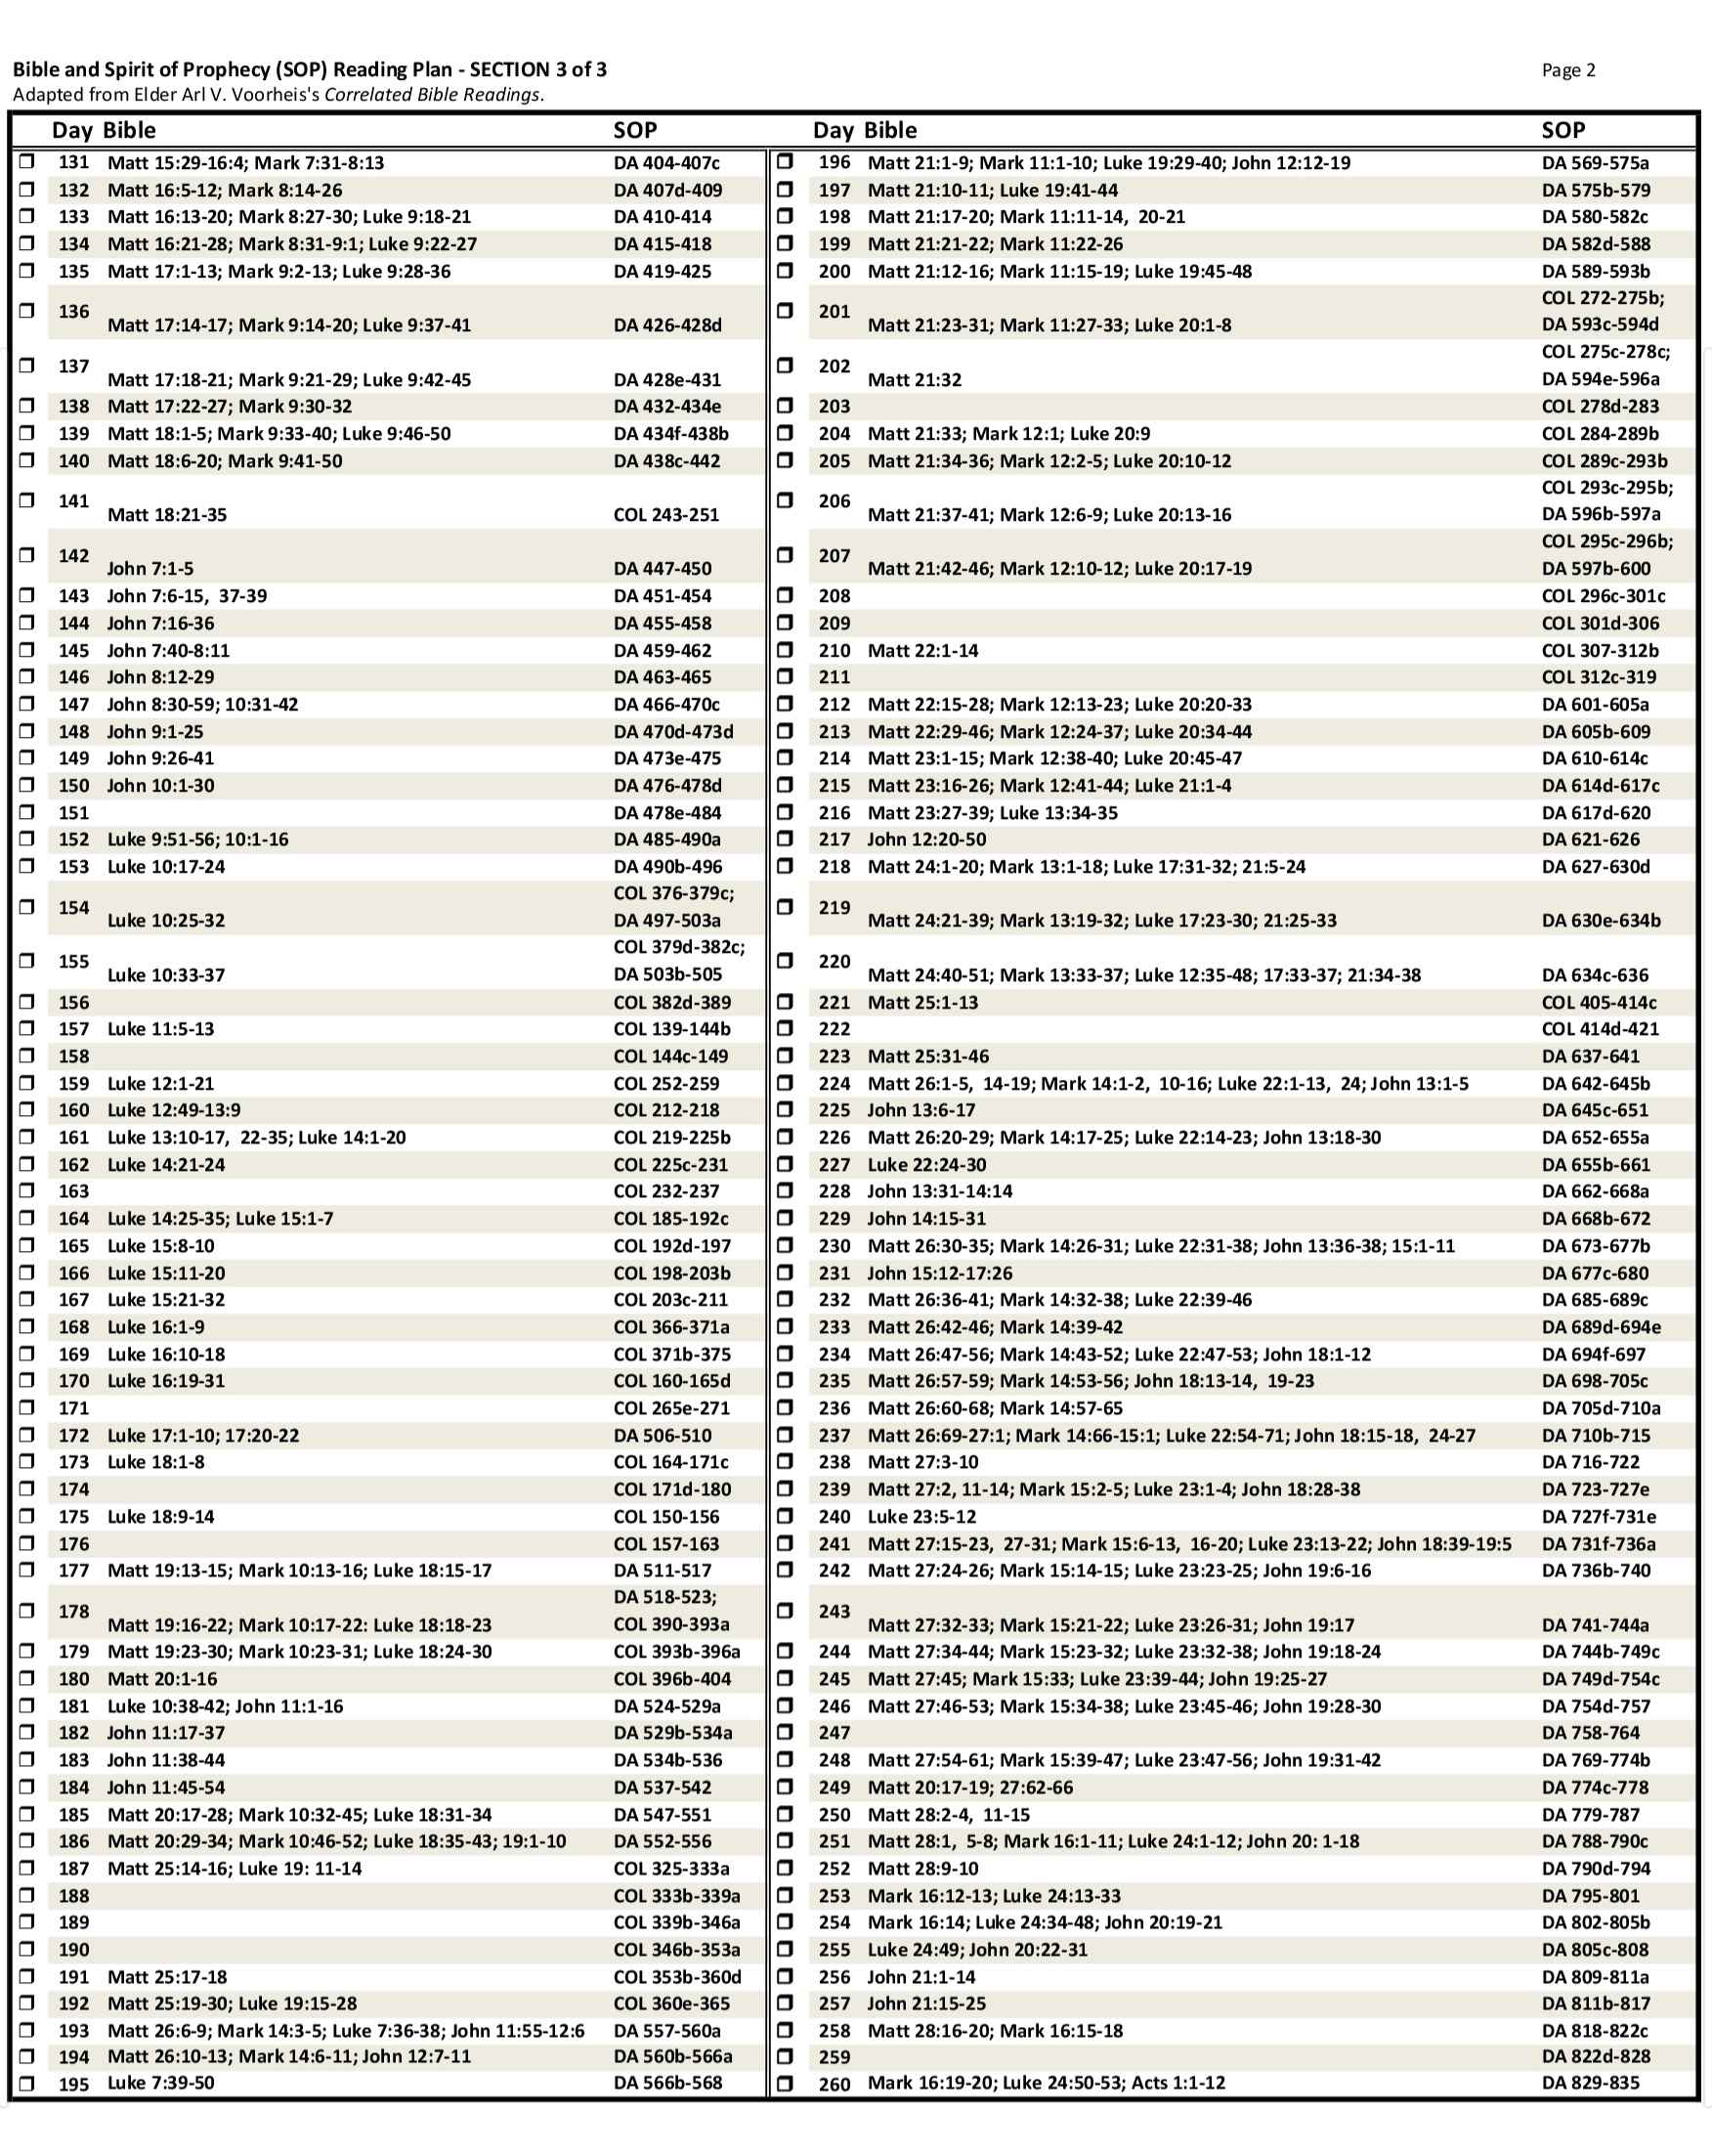 Bible and Spirit of Prophecy (SOP) Reading Plan - SECTION 3 of 3
Page 2
Adapted from Elder Arl V. Voorheis's Correlated Bible Readings.
Day Bible SOP
131 Matt 15:29-16:4; Mark 7:31-8:13 DA 404-407c
132 Matt 16:5-12; Mark 8:14-26 DA 407d-409
133 Matt 16:13-20; Mark 8:27-30; Luke 9:18-21 DA 410-414
134 Matt 16:21-28; Mark 8:31-9:1; Luke 9:22-27 DA 415-418
135 Matt 17:1-13; Mark 9:2-13; Luke 9:28-36 DA 419-425
136 Matt 17:14-17; Mark 9:14-20; Luke 9:37-41 DA 426-428d
137 Matt 17:18-21; Mark 9:21-29; Luke 9:42-45 DA 428e-431
138 Matt 17:22-27; Mark 9:30-32 DA 432-434e
139 Matt 18:1-5; Mark 9:33-40; Luke 9:46-50 DA 434f-438b
140 Matt 18:6-20; Mark 9:41-50 DA 438c-442
141 Matt 18:21-35 COL 243-251
142 John 7:1-5 DA 447-450
143 John 7:6-15, 37-39 DA 451-454
144 John 7:16-36 DA 455-458
145 John 7:40-8:11 DA 459-462
146 John 8:12-29 DA 463-465
147 John 8:30-59; 10:31-42 DA 466-470c
148 John 9:1-25 DA 470d-473d
149 John 9:26-41 DA 473e-475
150 John 10:1-30 DA 476-478d
151 DA 478e-484
152 Luke 9:51-56; 10:1-16 DA 485-490a
153 Luke 10:17-24 DA 490b-496
154 Luke 10:25-32 COL 376-379c;
DA 497-503a
155 Luke 10:33-37 COL 379d-382c;
DA 503b-505
156 COL 382d-389
157 Luke 11:5-13 COL 139-144b
158 COL 144c-149
159 Luke 12:1-21 COL 252-259
160 Luke 12:49-13:9 COL 212-218
161 Luke 13:10-17, 22-35; Luke 14:1-20 COL 219-225b
162 Luke 14:21-24 COL 225c-231
163 COL 232-237
164 Luke 14:25-35; Luke 15:1-7 COL 185-192c
165 Luke 15:8-10 COL 192d-197
166 Luke 15:11-20 COL 198-203b
167 Luke 15:21-32 COL 203c-211
168 Luke 16:1-9 COL 366-371a
169 Luke 16:10-18 COL 371b-375
170 Luke 16:19-31 COL 160-165d
171 COL 265e-271
172 Luke 17:1-10; 17:20-22 DA 506-510
173 Luke 18:1-8 COL 164-171c
174 COL 171d-180
175 Luke 18:9-14 COL 150-156
176 COL 157-163
177 Matt 19:13-15; Mark 10:13-16; Luke 18:15-17 DA 511-517
178 Matt 19:16-22; Mark 10:17-22: Luke 18:18-23 DA 518-523;
COL 390-393a
179 Matt 19:23-30; Mark 10:23-31; Luke 18:24-30 COL 393b-396a
180 Matt 20:1-16 COL 396b-404
181 Luke 10:38-42; John 11:1-16 DA 524-529a
182 John 11:17-37 DA 529b-534a
183 John 11:38-44 DA 534b-536
184 John 11:45-54 DA 537-542
185 Matt 20:17-28; Mark 10:32-45; Luke 18:31-34 DA 547-551
186 Matt 20:29-34; Mark 10:46-52; Luke 18:35-43; 19:1-10 DA 552-556
187 Matt 25:14-16; Luke 19: 11-14 COL 325-333a
188 COL 333b-339a
189 COL 339b-346a
190 COL 346b-353a
191 Matt 25:17-18 COL 353b-360d
192 Matt 25:19-30; Luke 19:15-28 COL 360e-365
193 Matt 26:6-9; Mark 14:3-5; Luke 7:36-38; John 11:55-12:6 DA 557-560a
194 Matt 26:10-13; Mark 14:6-11; John 12:7-11 DA 560b-566a
195 Luke 7:39-50 DA 566b-568
Day Bible SOP
196 Matt 21:1-9; Mark 11:1-10; Luke 19:29-40; John 12:12-19 DA 569-575a
197 Matt 21:10-11; Luke 19:41-44 DA 575b-579
198 Matt 21:17-20; Mark 11:11-14, 20-21 DA 580-582c
199 Matt 21:21-22; Mark 11:22-26 DA 582d-588
200 Matt 21:12-16; Mark 11:15-19; Luke 19:45-48 DA 589-593b
201 Matt 21:23-31; Mark 11:27-33; Luke 20:1-8 COL 272-275b;
DA 593c-594d
202 Matt 21:32 COL 275c-278c;
DA 594e-596a
203 COL 278d-283
204 Matt 21:33; Mark 12:1; Luke 20:9 COL 284-289b
205 Matt 21:34-36; Mark 12:2-5; Luke 20:10-12 COL 289c-293b
206 Matt 21:37-41; Mark 12:6-9; Luke 20:13-16 COL 293c-295b;
DA 596b-597a
207 Matt 21:42-46; Mark 12:10-12; Luke 20:17-19 COL 295c-296b;
DA 597b-600
208 COL 296c-301c
209 COL 301d-306
210 Matt 22:1-14 COL 307-312b
211 COL 312c-319
212 Matt 22:15-28; Mark 12:13-23; Luke 20:20-33 DA 601-605a
213 Matt 22:29-46; Mark 12:24-37; Luke 20:34-44 DA 605b-609
214 Matt 23:1-15; Mark 12:38-40; Luke 20:45-47 DA 610-614c
215 Matt 23:16-26; Mark 12:41-44; Luke 21:1-4 DA 614d-617c
216 Matt 23:27-39; Luke 13:34-35 DA 617d-620
217 John 12:20-50 DA 621-626
218 Matt 24:1-20; Mark 13:1-18; Luke 17:31-32; 21:5-24 DA 627-630d
219 Matt 24:21-39; Mark 13:19-32; Luke 17:23-30; 21:25-33 DA 630e-634b
220 Matt 24:40-51; Mark 13:33-37; Luke 12:35-48; 17:33-37; 21:34-38 DA 634c-636
221 Matt 25:1-13 COL 405-414c
222 COL 414d-421
223 Matt 25:31-46 DA 637-641
224 Matt 26:1-5, 14-19; Mark 14:1-2, 10-16; Luke 22:1-13, 24; John 13:1-5 DA 642-645b
225 John 13:6-17 DA 645c-651
226 Matt 26:20-29; Mark 14:17-25; Luke 22:14-23; John 13:18-30 DA 652-655a
227 Luke 22:24-30 DA 655b-661
228 John 13:31-14:14 DA 662-668a
229 John 14:15-31 DA 668b-672
230 Matt 26:30-35; Mark 14:26-31; Luke 22:31-38; John 13:36-38; 15:1-11 DA 673-677b
231 John 15:12-17:26 DA 677c-680
232 Matt 26:36-41; Mark 14:32-38; Luke 22:39-46 DA 685-689c
233 Matt 26:42-46; Mark 14:39-42 DA 689d-694e
234 Matt 26:47-56; Mark 14:43-52; Luke 22:47-53; John 18:1-12 DA 694f-697
235 Matt 26:57-59; Mark 14:53-56; John 18:13-14, 19-23 DA 698-705c
236 Matt 26:60-68; Mark 14:57-65 DA 705d-710a
237 Matt 26:69-27:1; Mark 14:66-15:1; Luke 22:54-71; John 18:15-18, 24-27 DA 710b-715
238 Matt 27:3-10 DA 716-722
239 Matt 27:2, 11-14; Mark 15:2-5; Luke 23:1-4; John 18:28-38 DA 723-727e
240 Luke 23:5-12 DA 727f-731e
241 Matt 27:15-23, 27-31; Mark 15:6-13, 16-20; Luke 23:13-22; John 18:39-19:5 DA 731f-736a
242 Matt 27:24-26; Mark 15:14-15; Luke 23:23-25; John 19:6-16 DA 736b-740
243 Matt 27:32-33; Mark 15:21-22; Luke 23:26-31; John 19:17 DA 741-744a
244 Matt 27:34-44; Mark 15:23-32; Luke 23:32-38; John 19:18-24 DA 744b-749c
245 Matt 27:45; Mark 15:33; Luke 23:39-44; John 19:25-27 DA 749d-754c
246 Matt 27:46-53; Mark 15:34-38; Luke 23:45-46; John 19:28-30 DA 754d-757
247 DA 758-764
248 Matt 27:54-61; Mark 15:39-47; Luke 23:47-56; John 19:31-42 DA 769-774b
249 Matt 20:17-19; 27:62-66 DA 774c-778
250 Matt 28:2-4, 11-15 DA 779-787
251 Matt 28:1, 5-8; Mark 16:1-11; Luke 24:1-12; John 20: 1-18 DA 788-790c
252 Matt 28:9-10 DA 790d-794
253 Mark 16:12-13; Luke 24:13-33 DA 795-801
254 Mark 16:14; Luke 24:34-48; John 20:19-21 DA 802-805b
255 Luke 24:49; John 20:22-31 DA 805c-808
256 John 21:1-14 DA 809-811a
257 John 21:15-25 DA 811b-817
258 Matt 28:16-20; Mark 16:15-18 DA 818-822c
259 DA 822d-828
260 Mark 16:19-20; Luke 24:50-53; Acts 1:1-12 DA 829-835